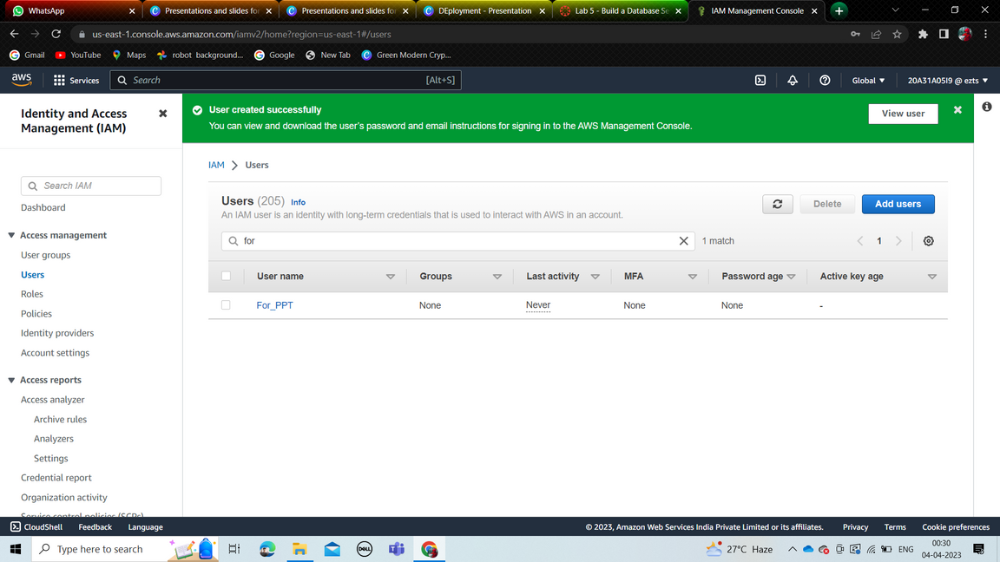 WhatsApp
Presentations and slides for
Presentations and slides for
DEployment - Presentation
Lab 5 - Build a Database Se
IAM Management Console
us-east-1.console.aws.amazon.com/iamv2/home?region=us-east-1#/users
Gmail
YouTube
Maps
robot background...
Google
New Tab
Green Modern Cryp...
aws
Services
Search
[Alt+S]
Global
20A31A05I9 @ ezts
Identity and Access
Management (IAM)
Search IAM
Dashboard
Access management
User groups
Users
Roles
Policies
Identity providers
Account settings
Access reports
Access analyzer
Archive rules
Analyzers
Settings
Credential report
Organization activity
Service control policies (SCPs)
User created successfully
You can view and download the user's password and email instructions for signing in to the AWS Management Console.
View user
IAM
Users
Users (205) Info
An IAM user is an identity with long-term credentials that is used to interact with AWS in an account.
Delete
Add users
for
1 match
1
User name Groups Last activity MFA Password age Active key age
For_PPT None Never None None -
CloudShell Feedback Language
© 2023, Amazon Web Services India Private Limited or its affiliates. Privacy Terms Cookie preferences
Type here to search
DELL
27°C Haze
ENG
00:30
04-04-2023